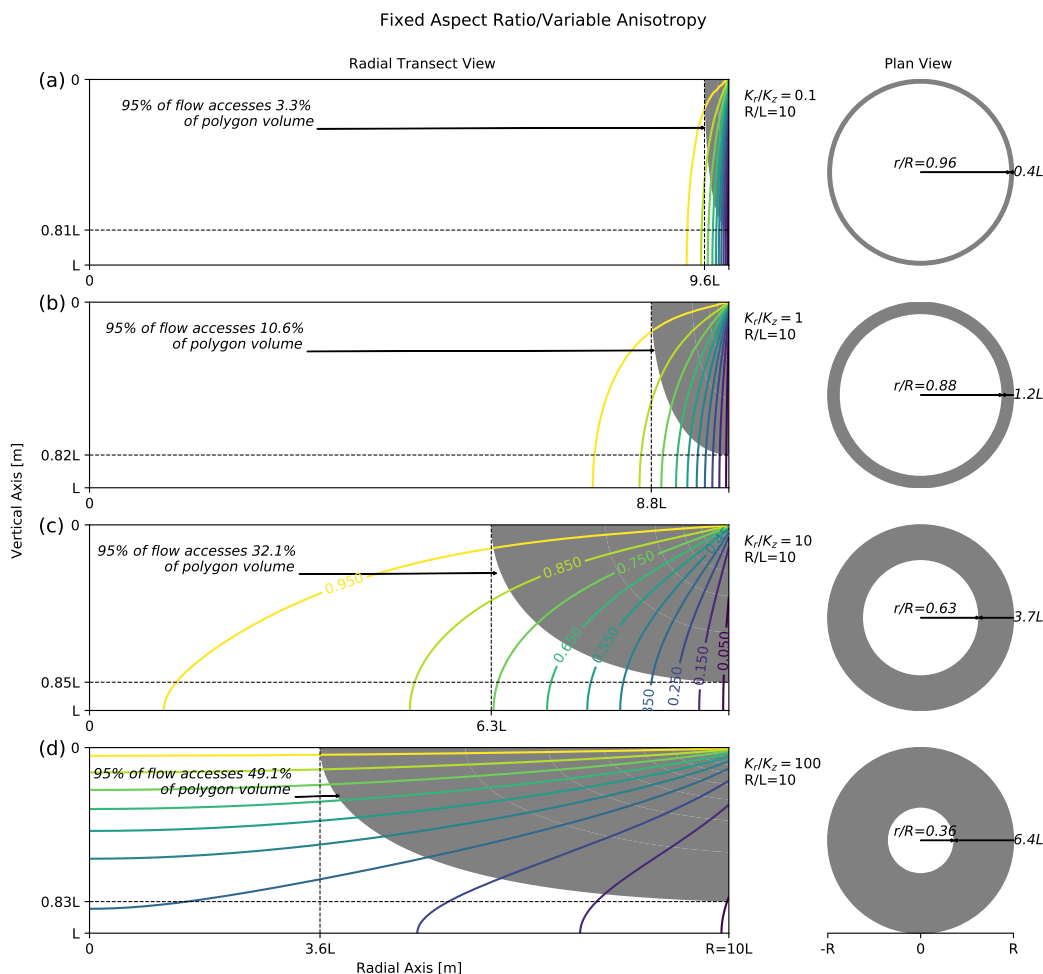 Fixed Aspect Ratio/Variable Anisotropy
Radial Transect View
Plan View
(a)
0
95% of flow accesses 3.3%
of polygon volume
0.81L
L
0
9.6L
K_r/K_z = 0.1
R/L=10
r/R=0.96
0.4L
(b)
0
95% of flow accesses 10.6%
of polygon volume
0.82L
L
0
8.8L
K_r/K_z = 1
R/L=10
r/R=0.88
1.2L
Vertical Axis [m]
(c)
0
95% of flow accesses 32.1%
of polygon volume
0.950
0.850
0.750
0.650
0.550
350
0.250
0.150
0.050
0.85L
L
0
6.3L
K_r/K_z = 10
R/L=10
r/R=0.63
3.7L
(d)
0
95% of flow accesses 49.1%
of polygon volume
0.83L
L
0
3.6L
R=10L
Radial Axis [m]
K_r/K_z = 100
R/L=10
r/R=0.36
6.4L
-R
0
R